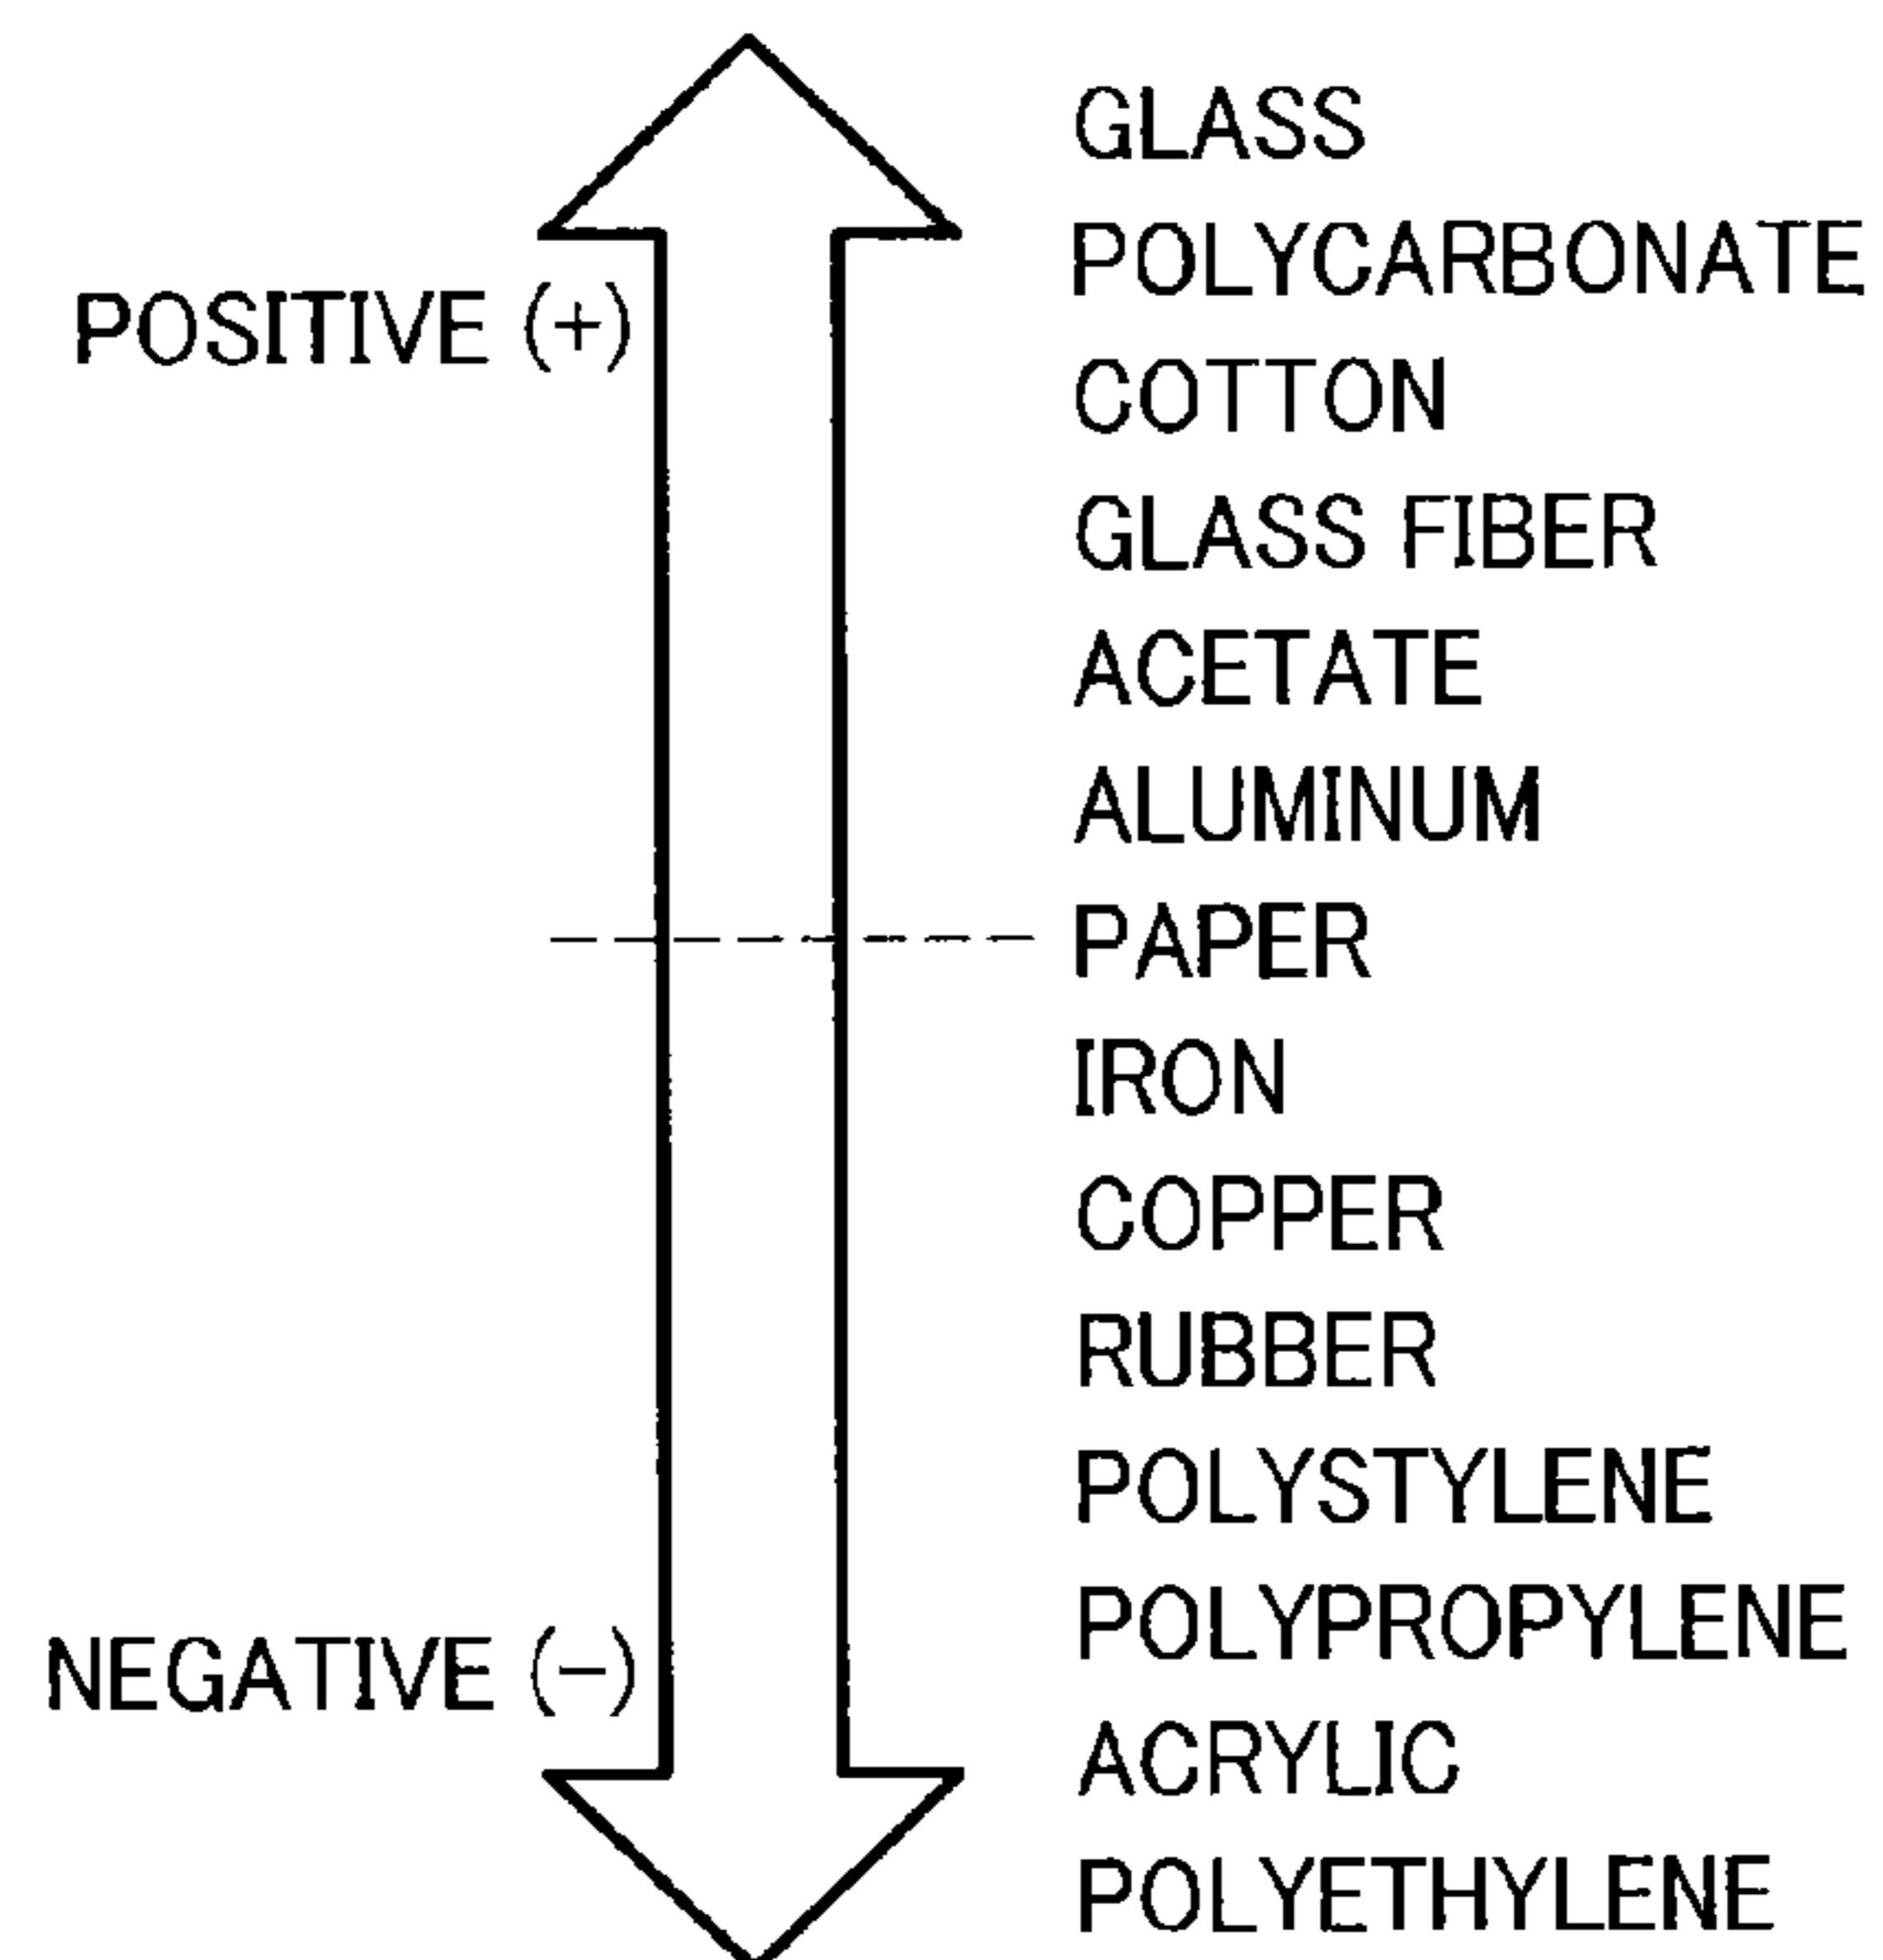 GLASS
POLYCARBONATE
POSITIVE (+)
COTTON
GLASS FIBER
ACETATE
ALUMINUM
PAPER
IRON
COPPER
RUBBER
POLYSTYLENE
POLYPROPYLENE
NEGATIVE (−)
ACRYLIC
POLYETHYLENE